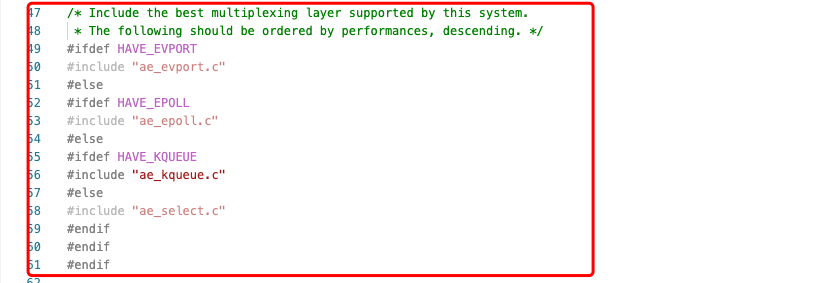 47 /* Include the best multiplexing layer supported by this system.
48  * The following should be ordered by performances, descending. */
49 #ifdef HAVE_EVPORT
50 #include "ae_evport.c"
51 #else
52 #ifdef HAVE_EPOLL
53 #include "ae_epoll.c"
54 #else
55 #ifdef HAVE_KQUEUE
56 #include "ae_kqueue.c"
57 #else
58 #include "ae_select.c"
59 #endif
60 #endif
61 #endif
62